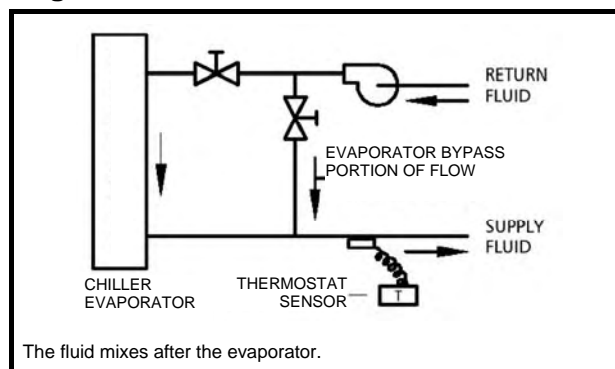 RETURN
FLUID
EVAPORATOR BYPASS
PORTION OF FLOW
SUPPLY
FLUID
CHILLER
EVAPORATOR
THERMOSTAT
SENSOR
T
The fluid mixes after the evaporator.